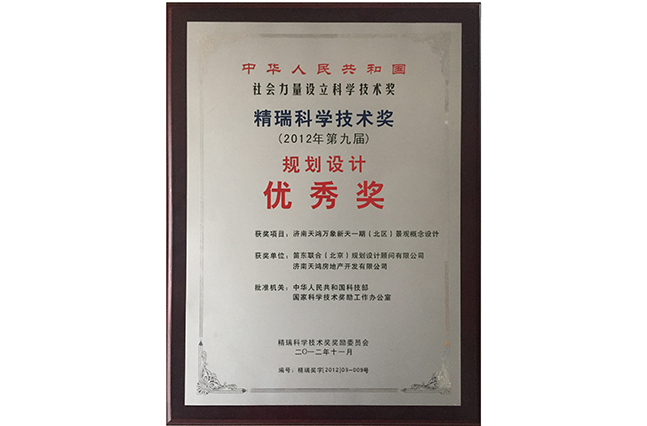 中华人民共和国
社会力量设立科学技术奖
精瑞科学技术奖
(2012年第九届)
规划设计
优秀奖
获奖项目：济南天鸿万象新天一期（北区）景观概念设计
获奖单位：苗东联合（北京）规划设计顾问有限公司
济南天鸿房地产开发有限公司
批准机关：中华人民共和国科技部
国家科学技术奖励工作办公室
精瑞科学技术奖奖励委员会
二〇一二年十一月
编号：精瑞奖字[2012]09-009号